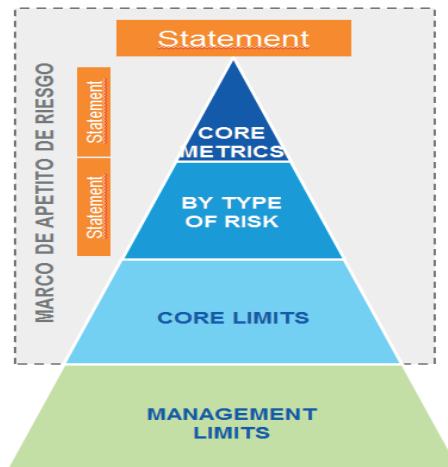 Statement
MARCO DE APETITO DE RIESGO
Statement
Statement
CORE
METRICS
BY TYPE
OF RISK
CORE LIMITS
MANAGEMENT
LIMITS